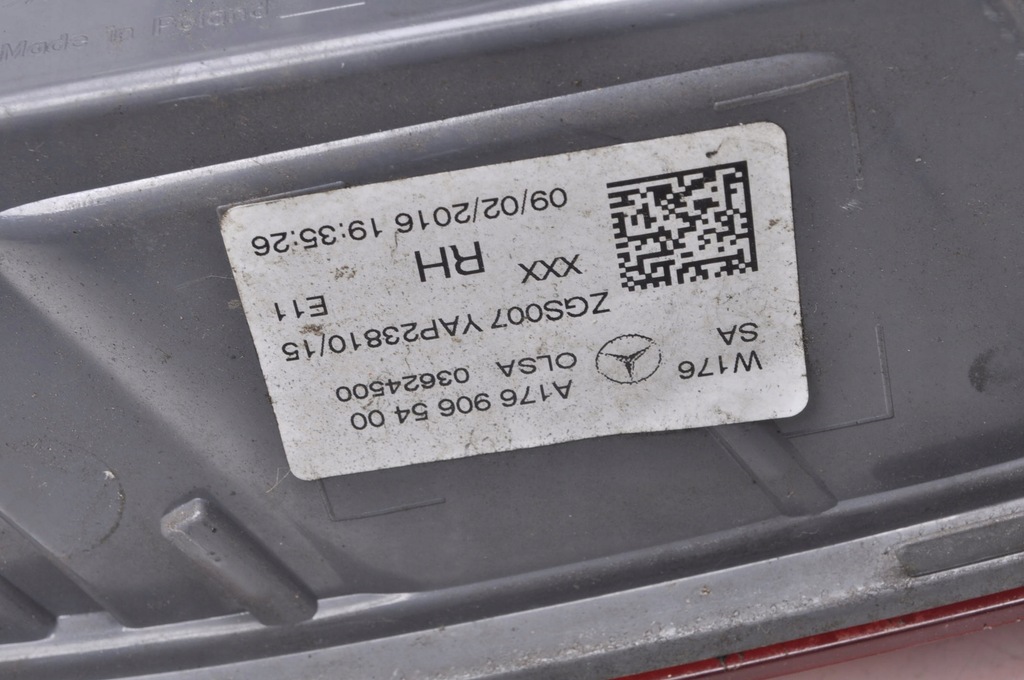 Made in Poland
W176
SA
A176 906 54 00
OLSA 03624500
ZGS007 YAP23810/15
XXX
E11
RH
09/02/2016 19:35:26